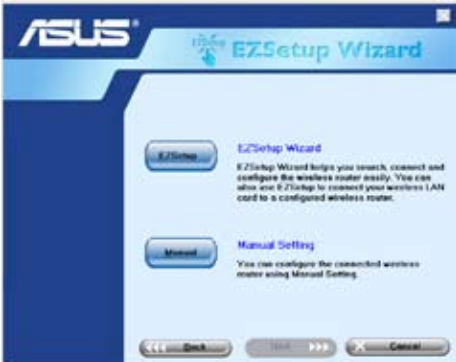 ASUS
EZSetup Wizard
EZSetup
EZSetup Wizard
EZSetup Wizard helps you search, connect and
configure the wireless router easily. You can
also use EZSetup to connect your wireless LAN
card to a configured wireless router.
Manual
Manual Setting
You can configure the connected wireless
router using Manual Setting.
Back
Next
Cancel